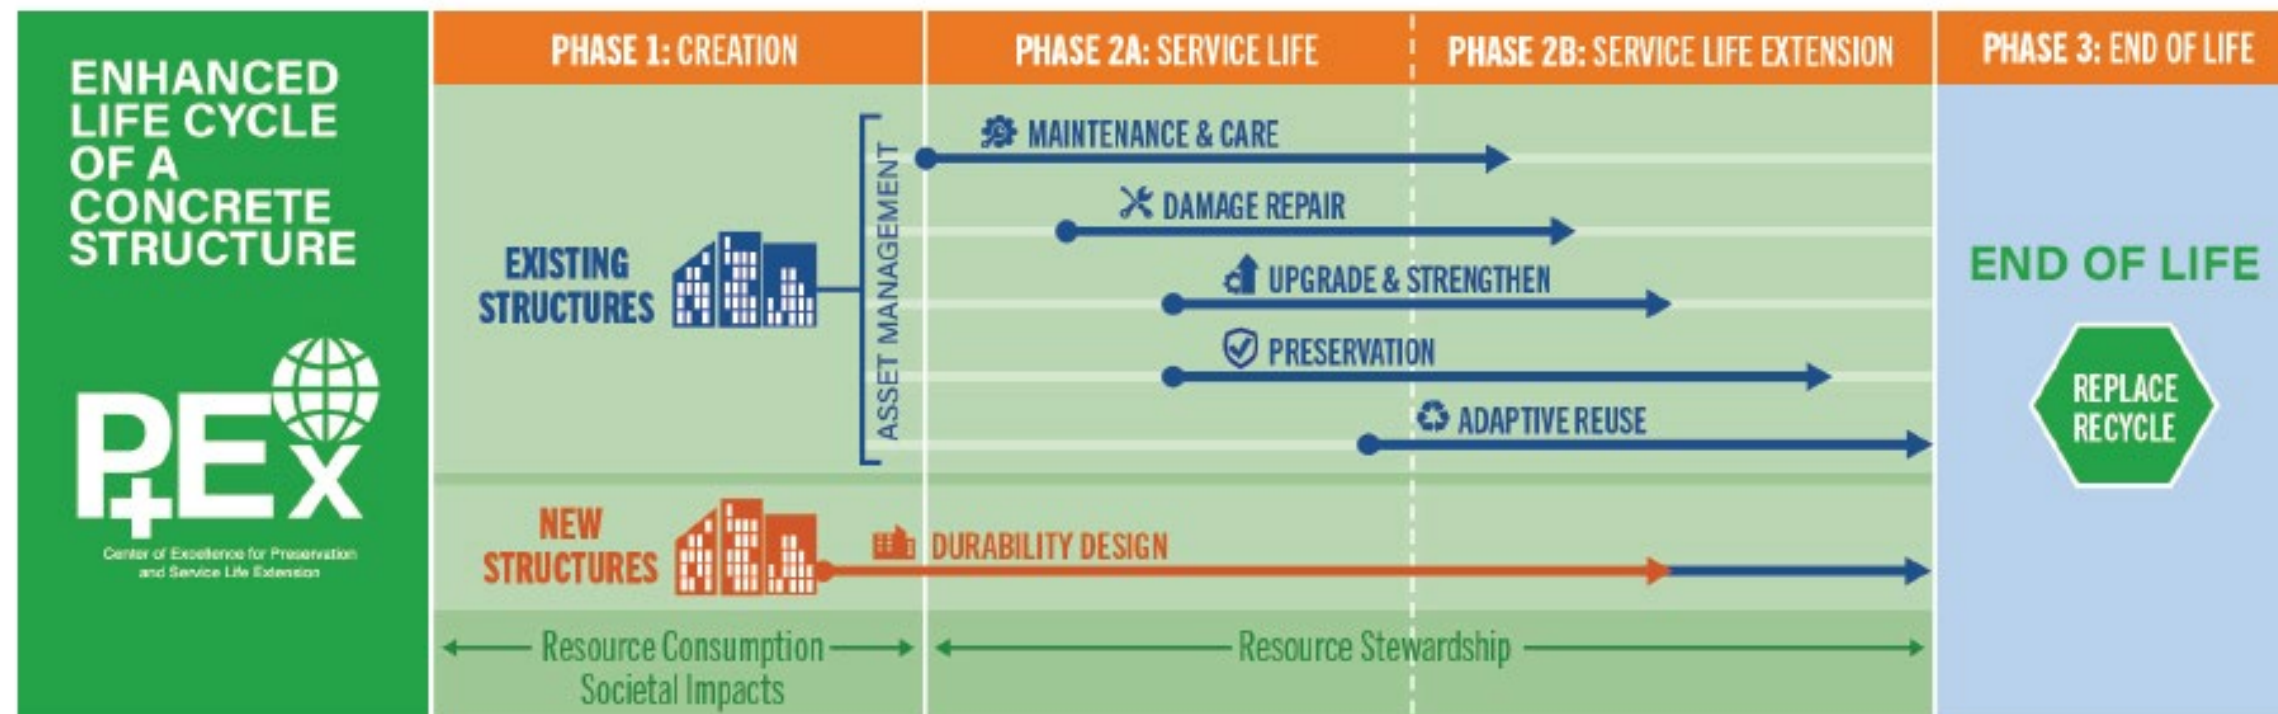 ENHANCED
LIFE CYCLE
OF A
CONCRETE
STRUCTURE
P+Ex
Center of Excellence for Preservation
and Service Life Extension
PHASE 1: CREATION
PHASE 2A: SERVICE LIFE
PHASE 2B: SERVICE LIFE EXTENSION
PHASE 3: END OF LIFE
EXISTING
STRUCTURES
ASSET MANAGEMENT
MAINTENANCE & CARE
DAMAGE REPAIR
UPGRADE & STRENGTHEN
PRESERVATION
ADAPTIVE REUSE
NEW
STRUCTURES
DURABILITY DESIGN
Resource Consumption
Societal Impacts
Resource Stewardship
END OF LIFE
REPLACE
RECYCLE